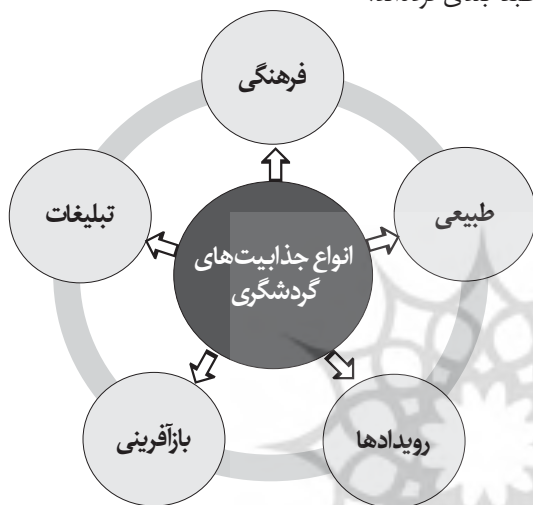 فرهنگی
طبیعی
تبلیغات
انواع جذابیت‌های
گردشگری
رویدادها
بازآفرینی